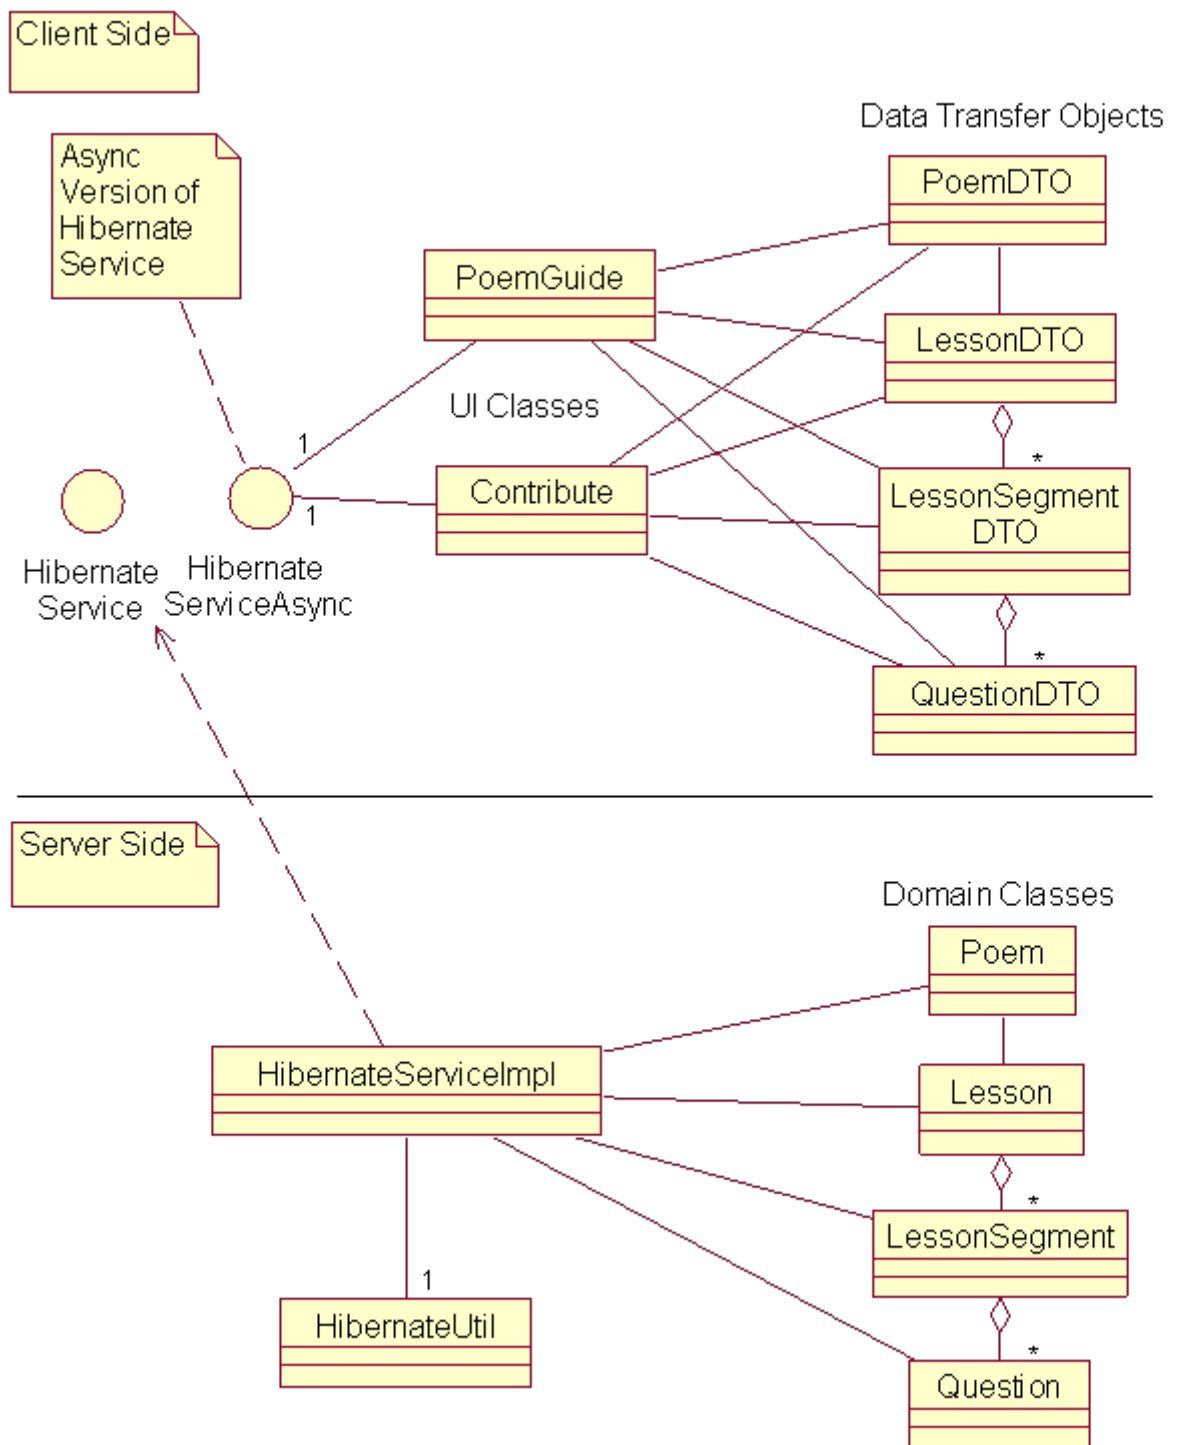 Client Side
Data Transfer Objects
Async
Version of
Hibernate
Service
PoemDTO
PoemGuide
LessonDTO
UI Classes
1
*
Contribute
LessonSegment
DTO
1
Hibernate
Service
Hibernate
ServiceAsync
*
QuestionDTO
Server Side
Domain Classes
Poem
HibernateServiceImpl
Lesson
*
LessonSegment
1
HibernateUtil
*
Question